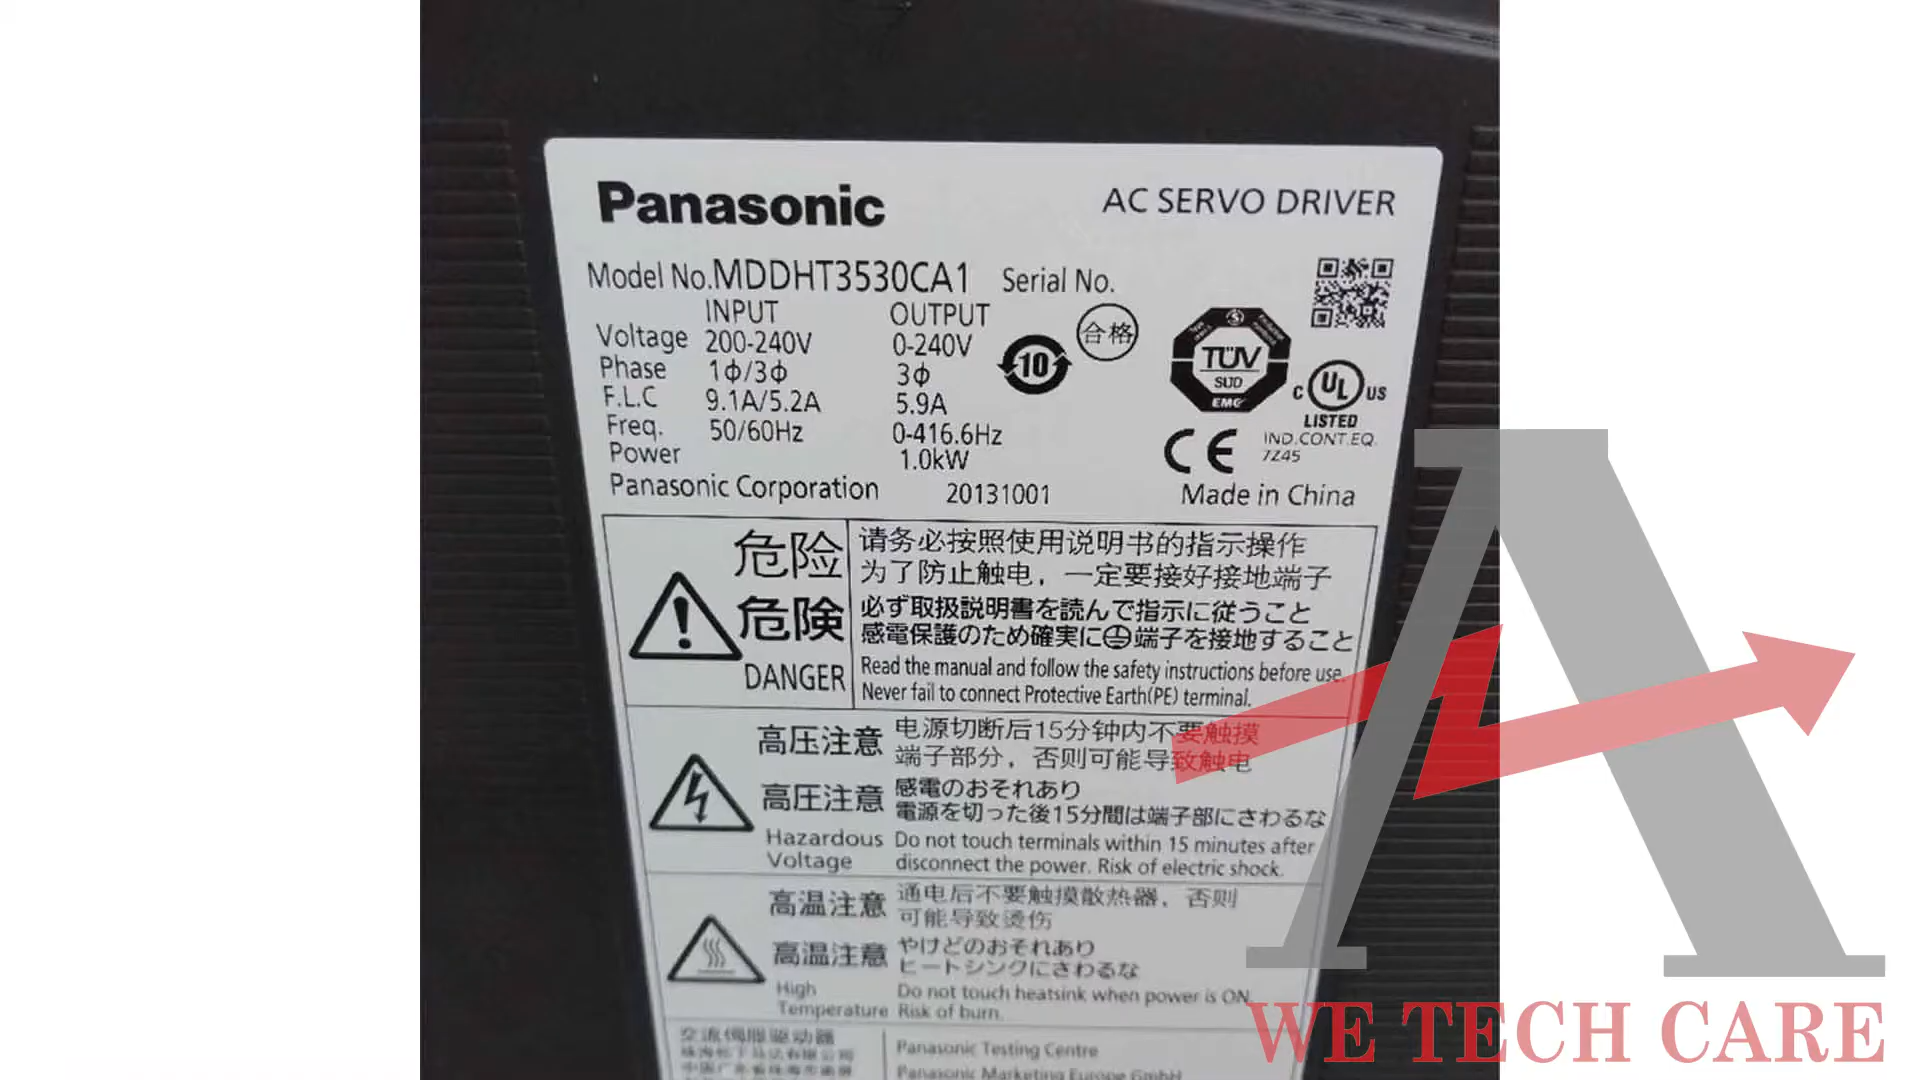 Panasonic
AC SERVO DRIVER
Model No.MDDHT3530CA1 Serial No.
INPUT OUTPUT
Voltage 200-240V 0-240V
Phase 1ϕ/3ϕ 3ϕ
F.L.C 9.1A/5.2A 5.9A
Freq. 50/60Hz 0-416.6Hz
Power 1.0kW
Panasonic Corporation 20131001
10
合格
TÜV
SUD
EMC
C UL US
LISTED
IND.CONT.EQ.
7Z45
CE
Made in China
危险
请务必按照使用说明书的指示操作
为了防止触电，一定要接好接地端子
危険
必ず取扱説明書を読んで指示に従うこと
感電保護のため確実に端子を接地すること
DANGER
Read the manual and follow the safety instructions before use.
Never fail to connect Protective Earth(PE) terminal.
高压注意
电源切断后15分钟内不要触摸
端子部分，否则可能导致触电
高圧注意
感電のおそれあり
電源を切った後15分間は端子部にさわるな
Hazardous
Voltage
Do not touch terminals within 15 minutes after
disconnect the power. Risk of electric shock.
高温注意
通电后不要触摸散热器，否则
可能导致烫伤
高温注意
やけどのおそれあり
ヒートシンクにさわるな
High
Temperature
Do not touch heatsink when power is ON.
Risk of burn.
交流伺服驱动器
Panasonic Testing Centre
Panasonic Marketing Europe GmbH
WE TECH CARE